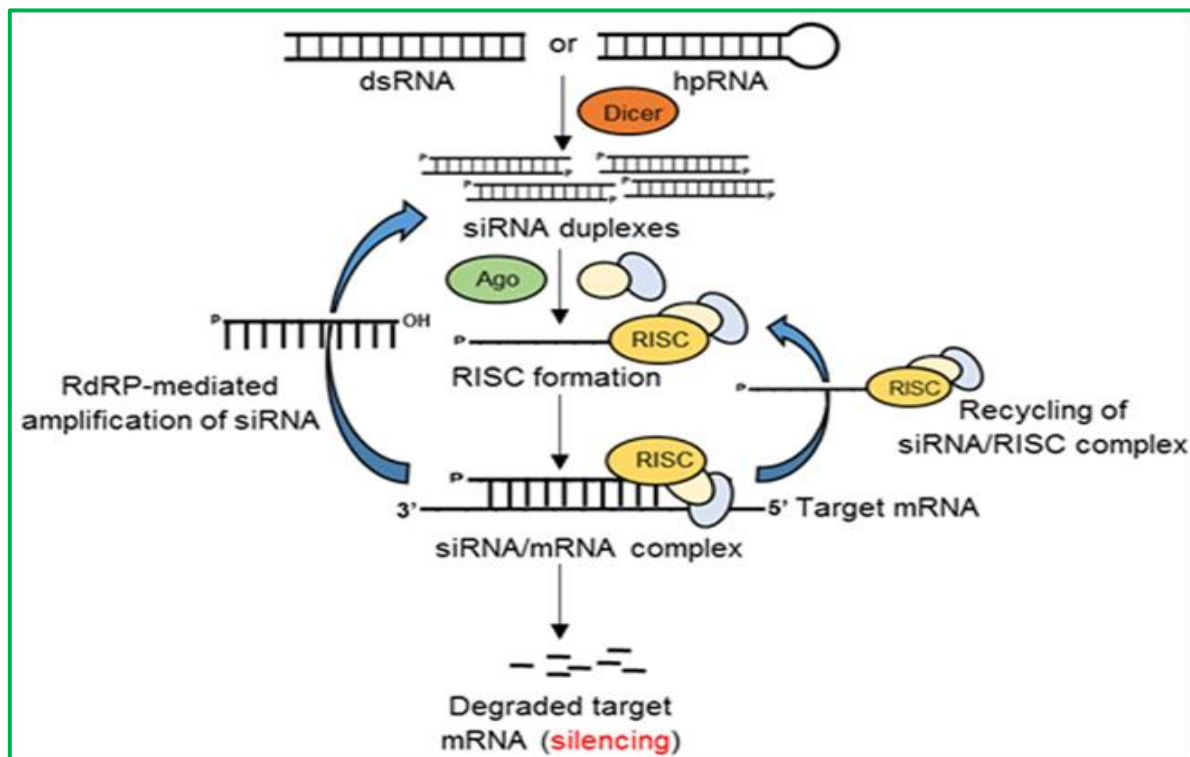 or
dsRNA
hpRNA
Dicer
P P
P P
P P
P P
siRNA duplexes
Ago
P OH
P RISC
RISC formation
RdRP-mediated
amplification of siRNA
P RISC
Recycling of
siRNA/RISC complex
RISC
P
3’ 5’ Target mRNA
siRNA/mRNA complex
Degraded target
mRNA (silencing)